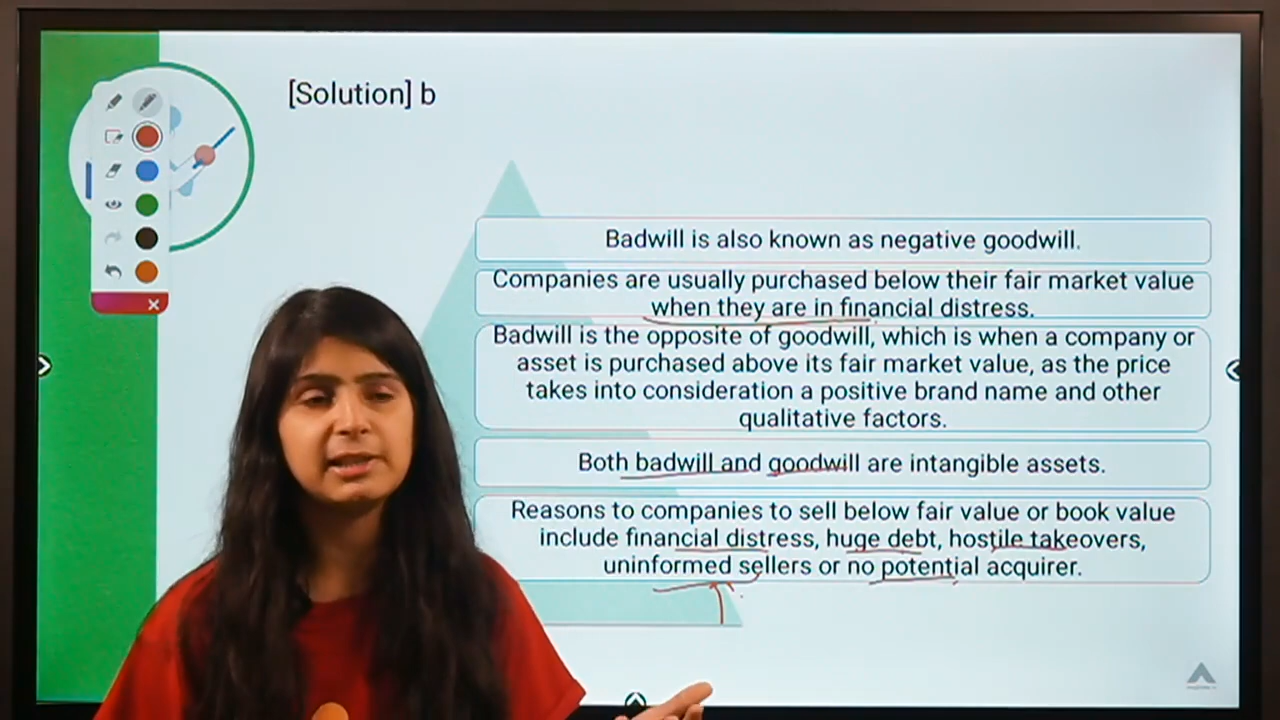 [Solution] b
Badwill is also known as negative goodwill.
Companies are usually purchased below their fair market value
when they are in financial distress.
Badwill is the opposite of goodwill, which is when a company or
asset is purchased above its fair market value, as the price
takes into consideration a positive brand name and other
qualitative factors.
Both badwill and goodwill are intangible assets.
Reasons to companies to sell below fair value or book value
include financial distress, huge debt, hostile takeovers,
uninformed sellers or no potential acquirer.